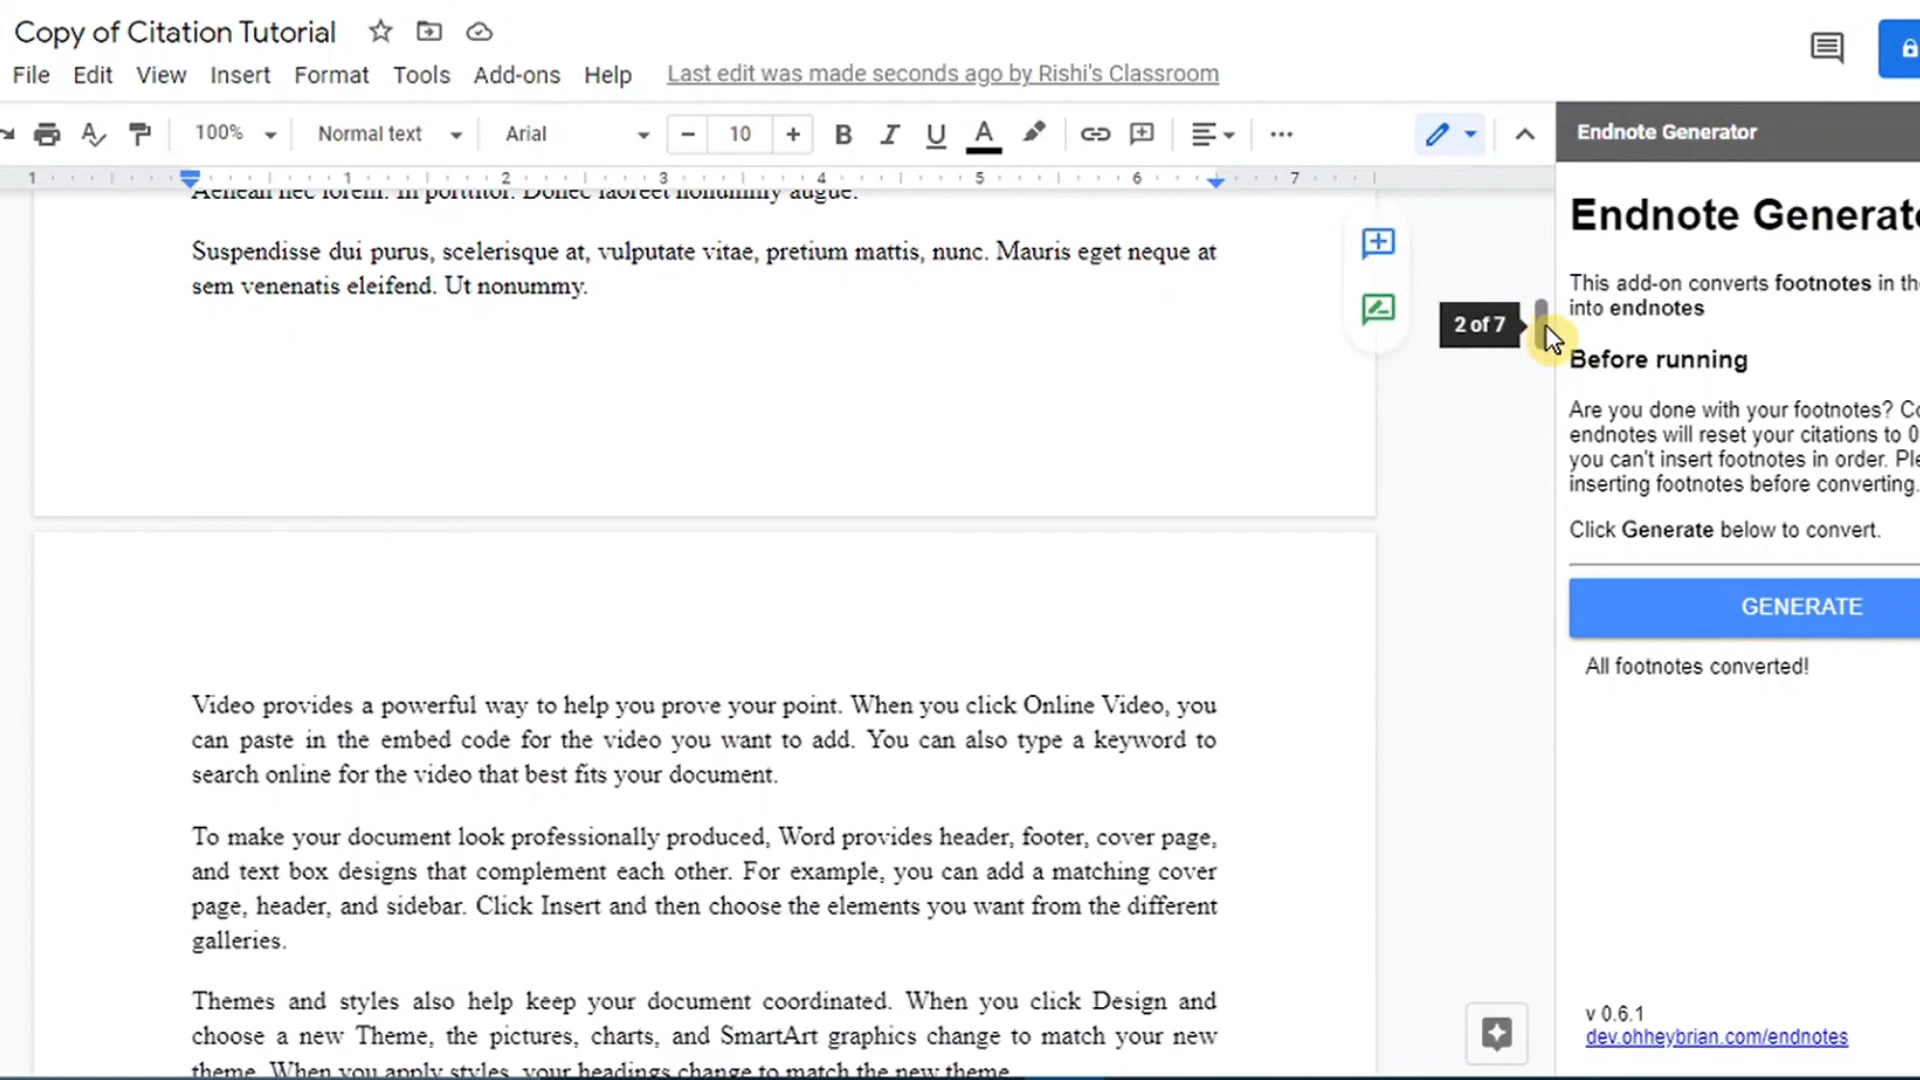 Copy of Citation Tutorial
File Edit View Insert Format Tools Add-ons Help Last edit was made seconds ago by Rishi's Classroom
100% Normal text Arial 10 B I U A
1 1 2 3 4 5 6 7
Aenean nec lorem. In porttitor. Donec laoreet nonummy augue.
Suspendisse dui purus, scelerisque at, vulputate vitae, pretium mattis, nunc. Mauris eget neque at
sem venenatis eleifend. Ut nonummy.
2 of 7
Video provides a powerful way to help you prove your point. When you click Online Video, you
can paste in the embed code for the video you want to add. You can also type a keyword to
search online for the video that best fits your document.
To make your document look professionally produced, Word provides header, footer, cover page,
and text box designs that complement each other. For example, you can add a matching cover
page, header, and sidebar. Click Insert and then choose the elements you want from the different
galleries.
Themes and styles also help keep your document coordinated. When you click Design and
choose a new Theme, the pictures, charts, and SmartArt graphics change to match your new
theme. When you apply styles, your headings change to match the new theme.
Endnote Generator
Endnote Generat
This add-on converts footnotes in
into endnotes
Before running
Are you done with your footnotes?
endnotes will reset your citations to 0
you can't insert footnotes in order.
inserting footnotes before converting.
Click Generate below to convert.
GENERATE
All footnotes converted!
v 0.6.1
dev.ohheybrian.com/endnotes